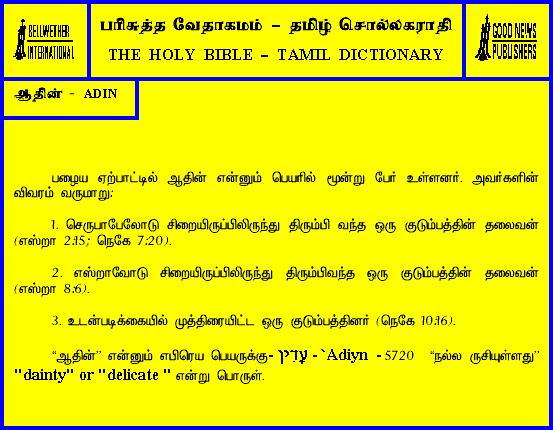 BELLWETHER
INTERNATIONAL
பரிசுத்த வேதாகமம் – தமிழ் சொல்லகராதி
THE HOLY BIBLE – TAMIL DICTIONARY
GOOD NEWS
PUBLISHERS
ஆதின் - ADIN
பழைய ஏற்பாட்டில் ஆதின் என்னும் பெயரில் மூன்று பேர் உள்ளனர். அவர்களின்
விவரம் வருமாறு:
1. செருபாபேலோடு சிறையிருப்பிலிருந்து திரும்பி வந்த ஒரு குடும்பத்தின் தலைவன்
(எஸ்றா 2:15; நெகே 7:20).
2. எஸ்றாவோடு சிறையிருப்பிலிருந்து திரும்பிவந்த ஒரு குடும்பத்தின் தலைவன்
(எஸ்றா 8:6).
3. உடன்படிக்கையில் முத்திரையிட்ட ஒரு குடும்பத்தினர் (நெகே 10:16).
“ஆதின்” என்னும் எபிரெய பெயருக்கு- עָדִין - `Adiyn - 5720 “நல்ல ருசியுள்ளது”
"dainty" or "delicate " என்று பொருள்.